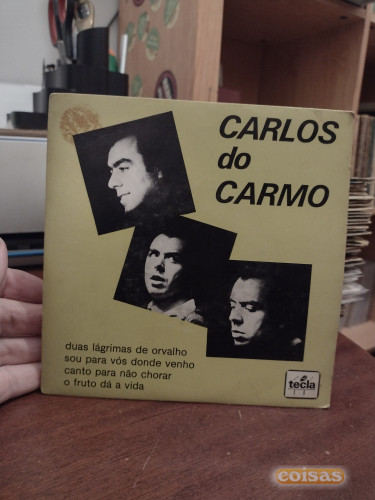 CARLOS
do
CARMO
duas lágrimas de orvalho
sou para vós donde venho
canto para não chorar
o fruto dá a vida
tecla
coisas